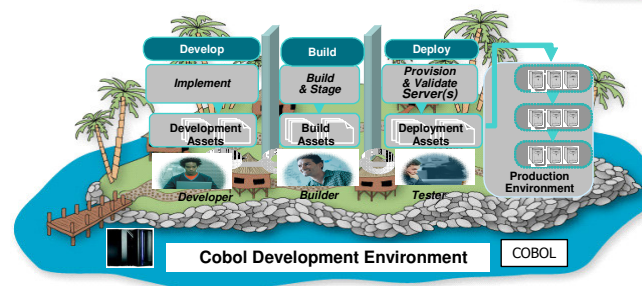 Develop
Build
Deploy
Implement
Build
& Stage
Provision
& Validate
Server(s)
Development
Assets
Build
Assets
Deployment
Assets
Production
Environment
Developer
Builder
Tester
Cobol Development Environment
COBOL